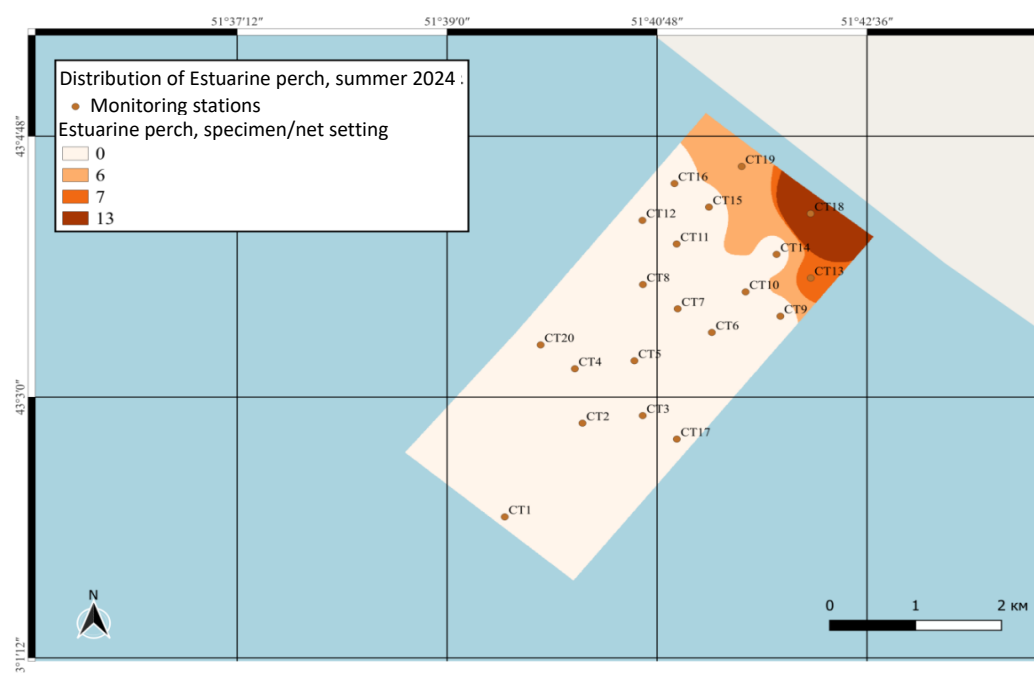 51°37'12" 51°39'0" 51°40'48" 51°42'36"
Distribution of Estuarine perch, summer 2024
Monitoring stations
Estuarine perch, specimen/net setting
0
6
7
13
43°4'48"
43°3'0"
3°1'12"
CT19
CT16
CT15
CT18
CT12
CT11
CT14
CT13
CT8
CT10
CT7
CT9
CT6
CT20
CT5
CT4
CT3
CT2
CT17
CT1
N
0 1 2 км